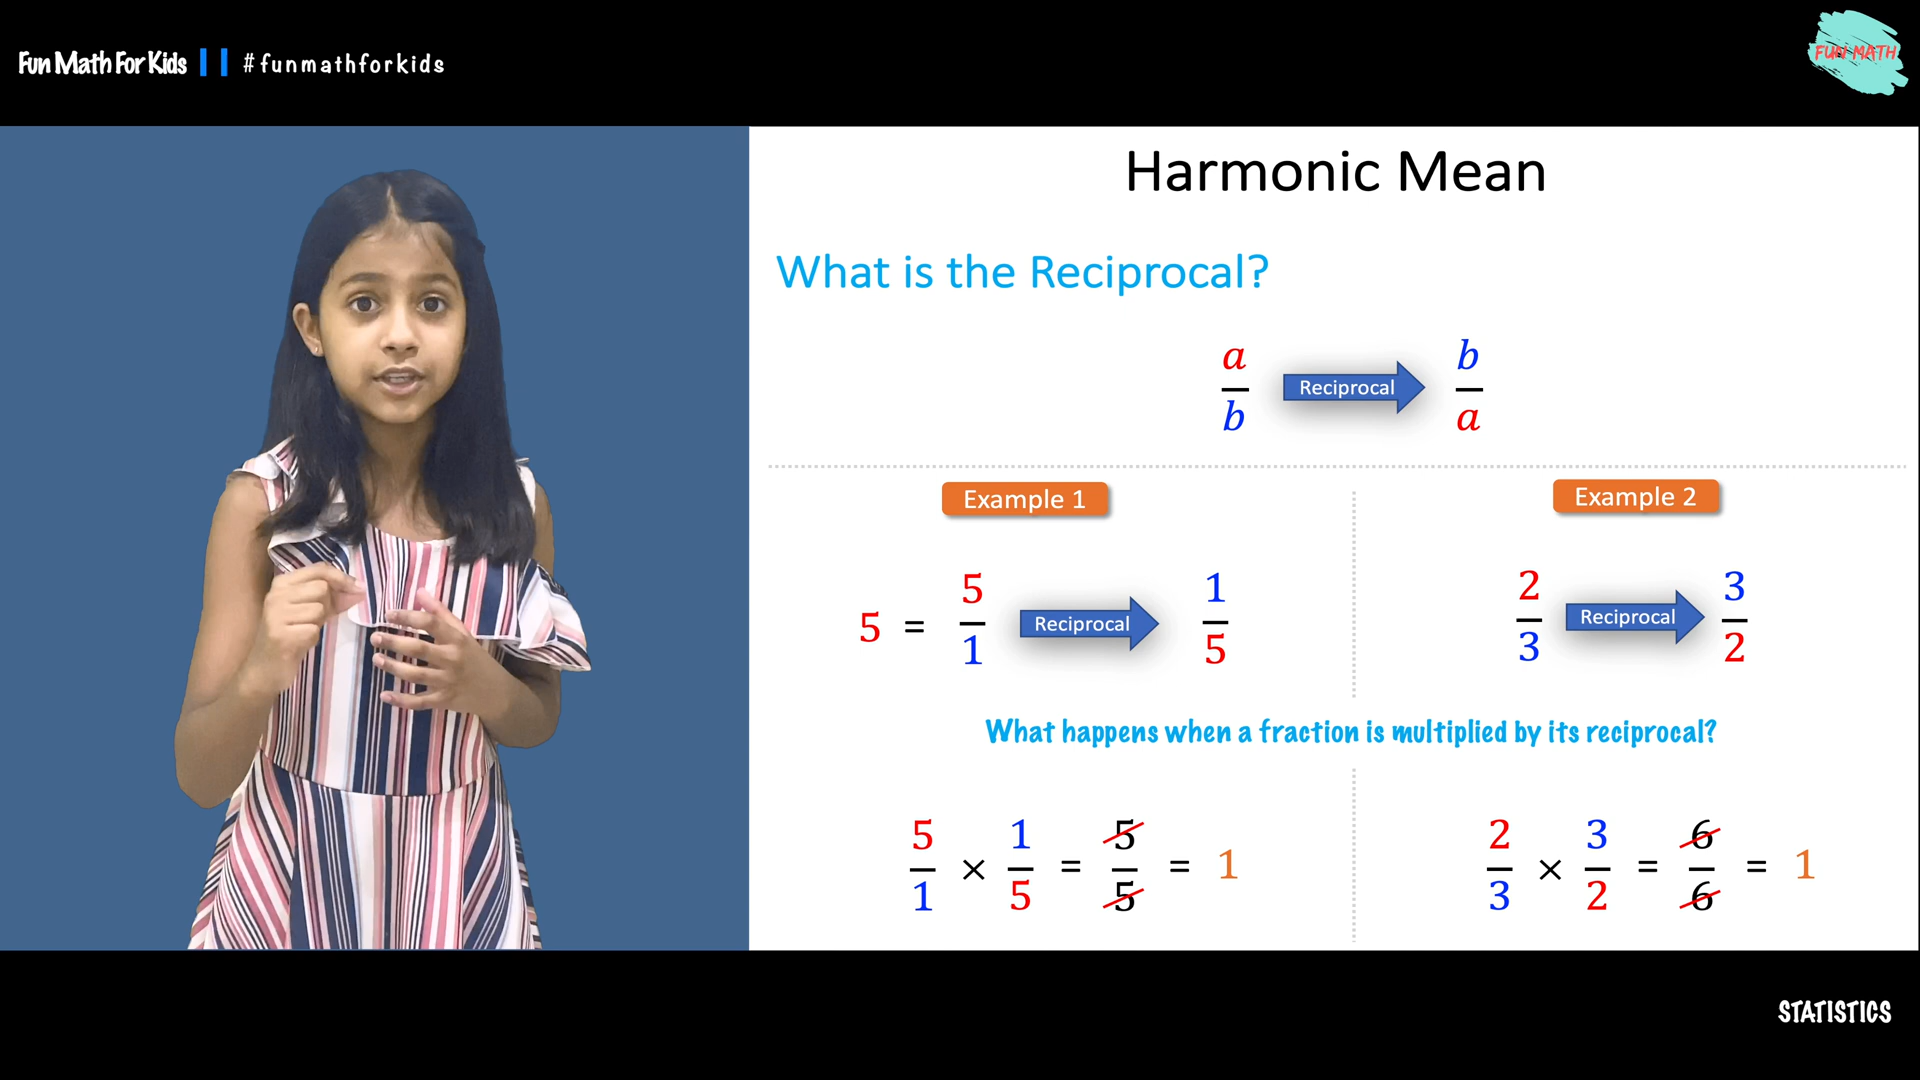 Fun Math For Kids || #funmathforkids
FUN MATH
Harmonic Mean
What is the Reciprocal?
a/b Reciprocal b/a
Example 1
Example 2
5 = 5/1 Reciprocal 1/5
2/3 Reciprocal 3/2
What happens when a fraction is multiplied by its reciprocal?
5/1 × 1/5 = 5/5 = 1
2/3 × 3/2 = 6/6 = 1
STATISTICS